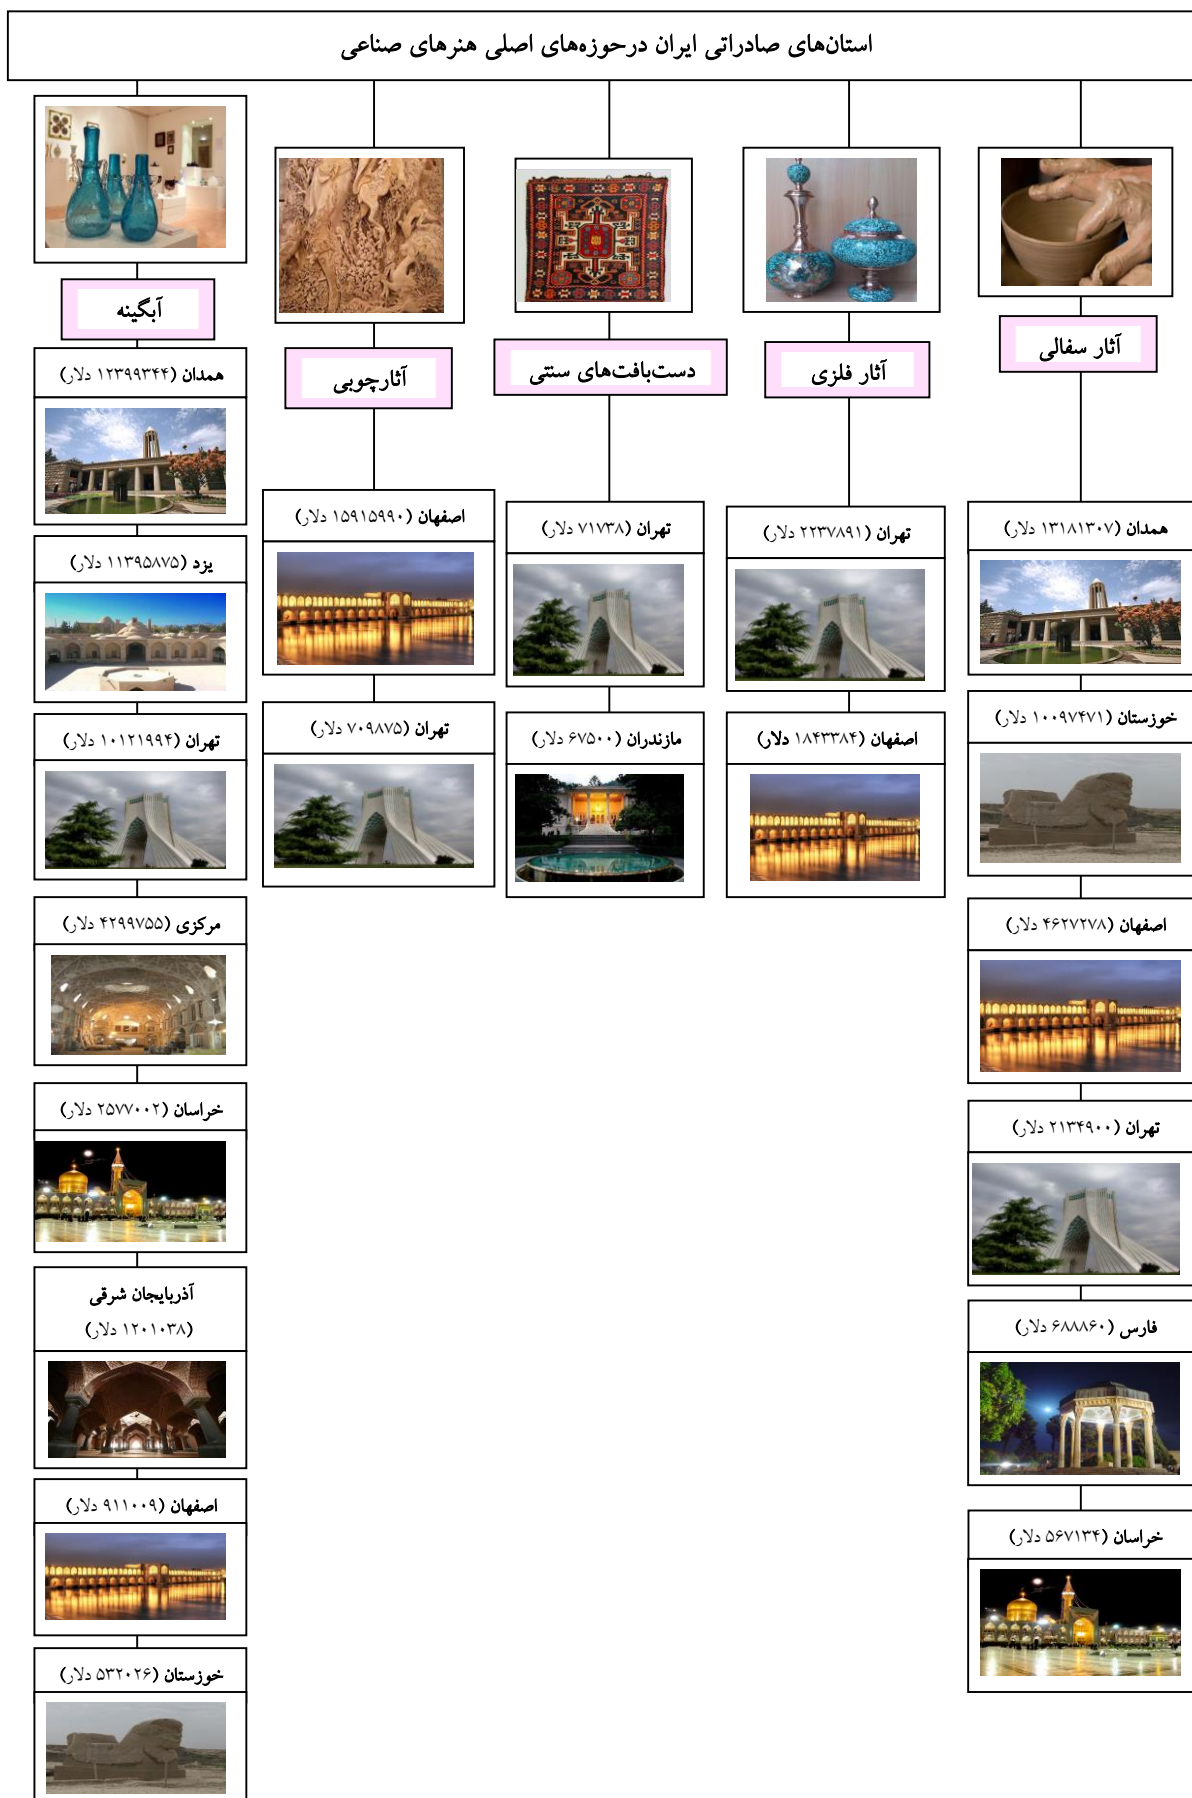 استان‌های صادراتی ایران درحوزه‌های اصلی هنرهای صناعی
آثار سفالی
همدان (۱۳۱۸۱۳۰۷ دلار)
خوزستان (۱۰۰۹۷۴۷۱ دلار)
اصفهان (۴۶۲۷۲۷۸ دلار)
تهران (۲۱۳۴۹۰۰ دلار)
فارس (۶۸۸۸۶۰ دلار)
خراسان (۵۶۷۱۳۴ دلار)
آثار فلزی
تهران (۲۲۳۷۸۹۱ دلار)
اصفهان (۱۸۴۳۳۸۴ دلار)
دست‌بافت‌های سنتی
تهران (۷۱۷۳۸ دلار)
مازندران (۶۷۵۰۰ دلار)
آثارچوبی
اصفهان (۱۵۹۱۵۹۹۰ دلار)
تهران (۷۰۹۸۷۵ دلار)
آبگینه
همدان (۱۲۳۹۹۳۴۴ دلار)
یزد (۱۱۳۹۵۸۷۵ دلار)
تهران (۱۰۱۲۱۹۹۴ دلار)
مرکزی (۴۲۹۹۷۵۵ دلار)
خراسان (۲۵۷۷۰۰۲ دلار)
آذربایجان شرقی
(۱۲۰۱۰۳۸ دلار)
اصفهان (۹۱۱۰۰۹ دلار)
خوزستان (۵۳۲۰۲۶ دلار)